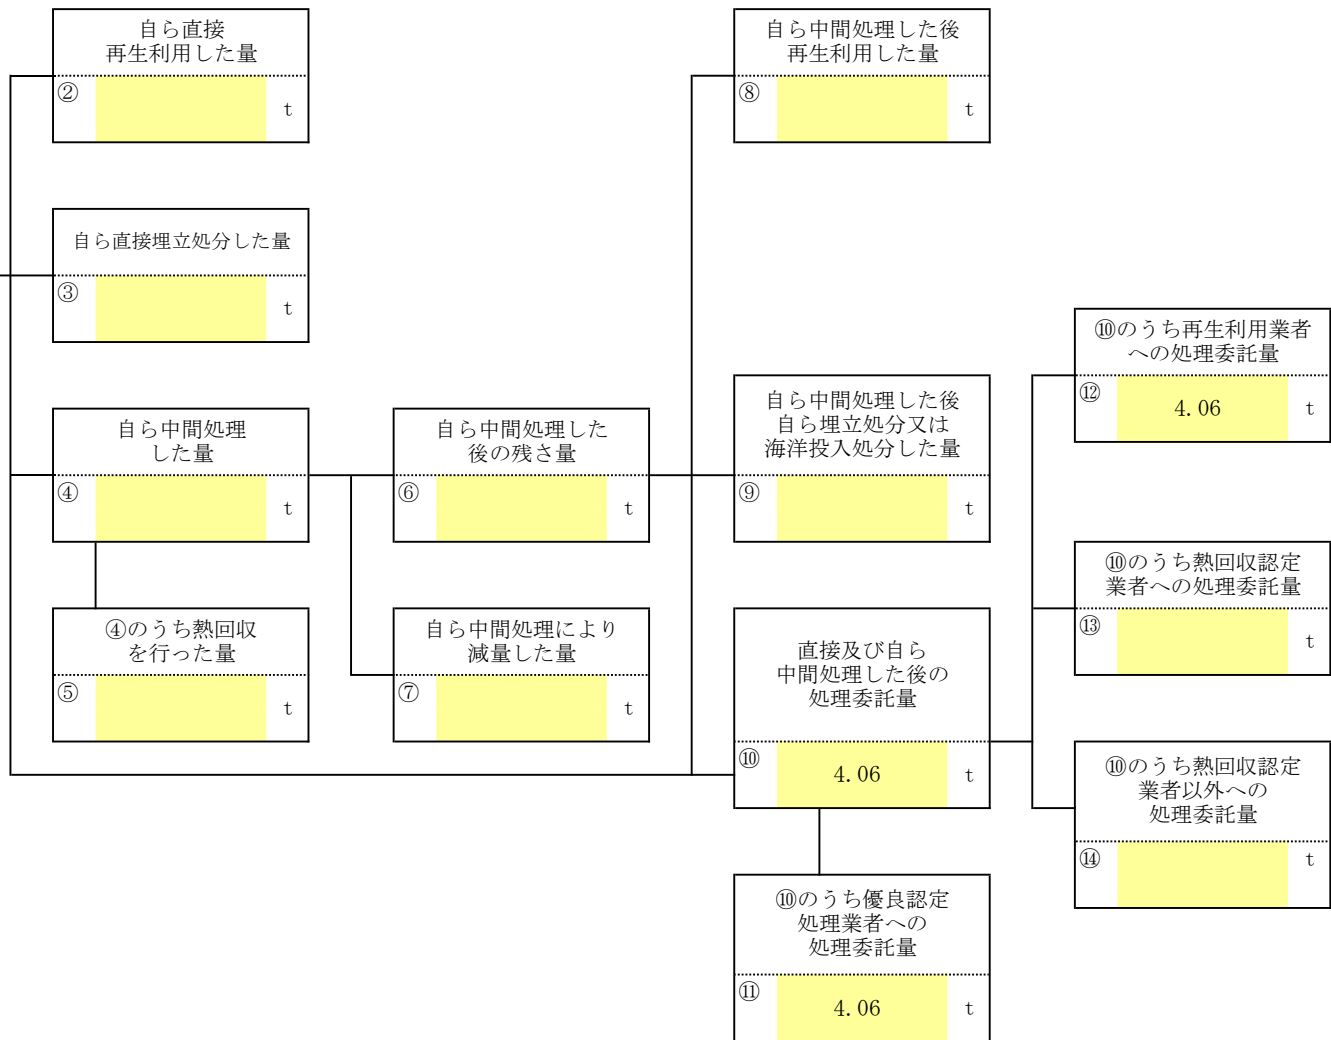 自ら直接
再生利用した量
②
t
自ら中間処理した後
再生利用した量
⑧
t
自ら直接埋立処分した量
③
t
⑩のうち再生利用業者
への処理委託量
⑫
4.06
t
自ら中間処理
した量
④
t
自ら中間処理した
後の残さ量
⑥
t
自ら中間処理した後
自ら埋立処分又は
海洋投入処分した量
⑨
t
⑩のうち熱回収認定
業者への処理委託量
⑬
t
④のうち熱回収
を行った量
⑤
t
自ら中間処理により
減量した量
⑦
t
直接及び自ら
中間処理した後の
処理委託量
⑩
4.06
t
⑩のうち熱回収認定
業者以外への
処理委託量
⑭
t
⑩のうち優良認定
処理業者への
処理委託量
⑪
4.06
t